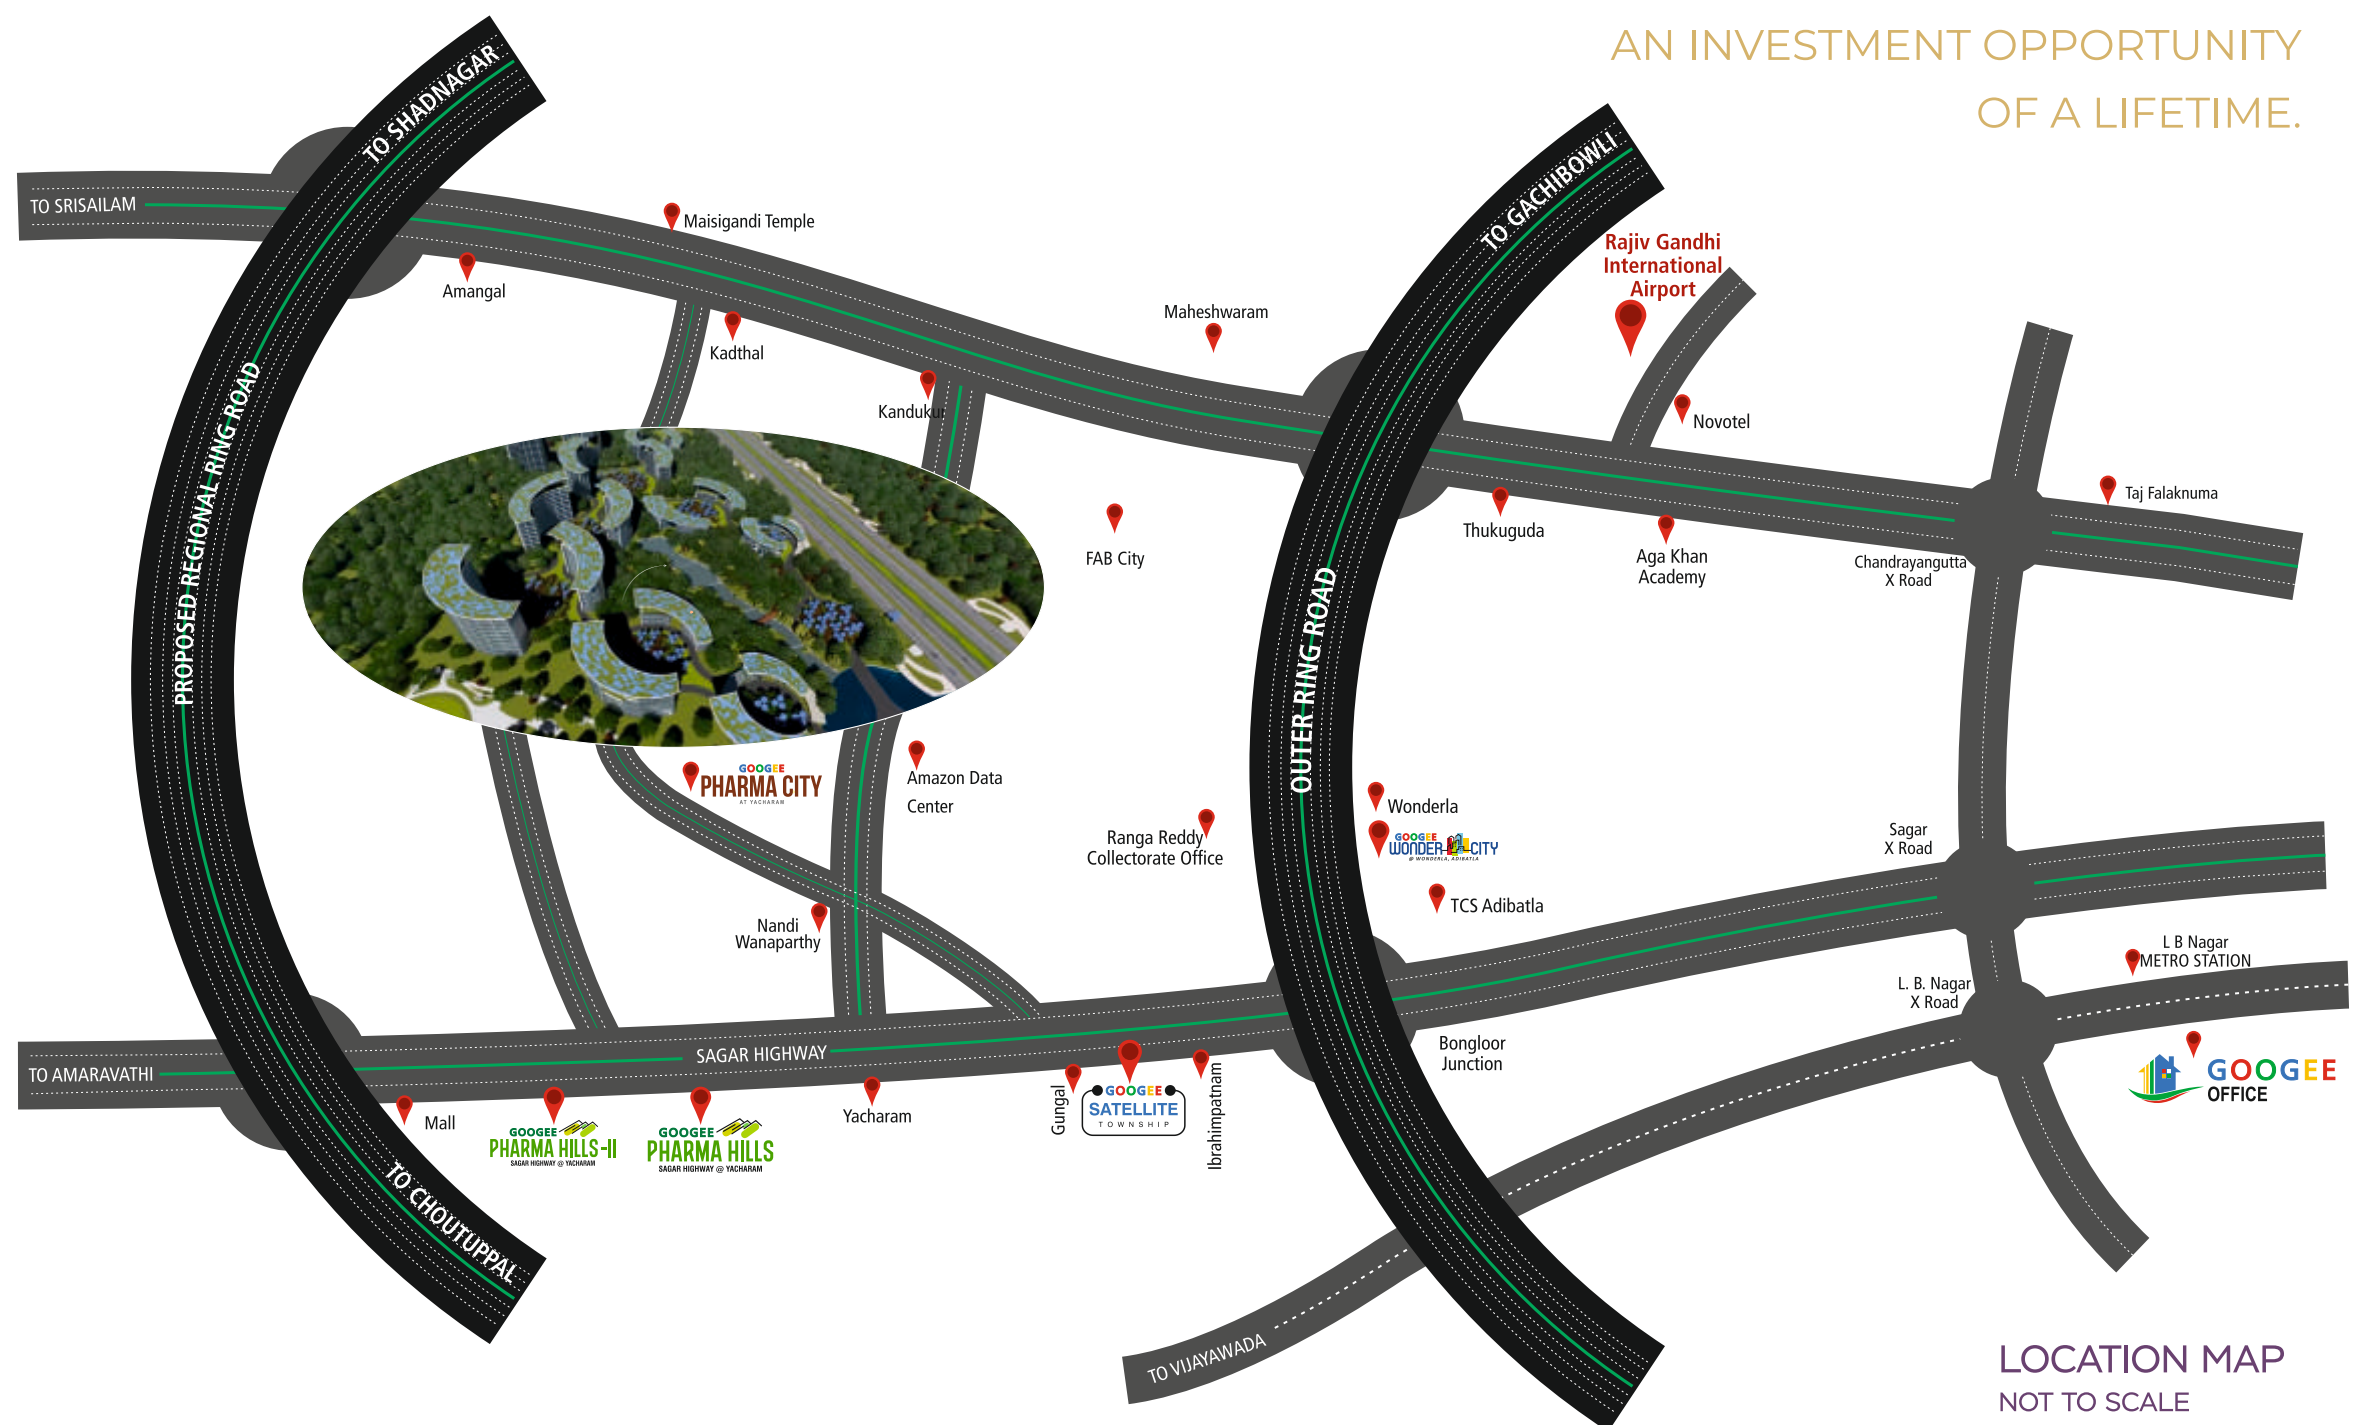 AN INVESTMENT OPPORTUNITY
OF A LIFETIME.
TO SHADNAGAR
TO SRISAILAM
Maisigandi Temple
Amangal
Kadthal
Kandukur
Maheshwaram
TO GACHIBOWLI
Rajiv Gandhi
International
Airport
Novotel
Thukuguda
Aga Khan
Academy
Taj Falaknuma
Chandrayangutta
X Road
FAB City
PROPOSED REGIONAL RING ROAD
OUTER RING ROAD
GOOGEE
PHARMA CITY
AT YACHARAM
Amazon Data
Center
Ranga Reddy
Collectorate Office
Wonderla
GOOGEE
WONDER CITY
@ WONDERLA, ADIBATLA
TCS Adibatla
Sagar
X Road
Nandi
Wanaparthy
L B Nagar
METRO STATION
L. B. Nagar
X Road
Bongloor
Junction
SAGAR HIGHWAY
TO AMARAVATHI
Mall
GOOGEE
PHARMA HILLS-II
SAGAR HIGHWAY @ YACHARAM
GOOGEE
PHARMA HILLS
SAGAR HIGHWAY @ YACHARAM
Yacharam
Gungal
GOOGEE
SATELLITE
TOWNSHIP
Ibrahimpatnam
GOOGEE
OFFICE
TO CHOUTUPPAL
TO VIJAYAWADA
LOCATION MAP
NOT TO SCALE